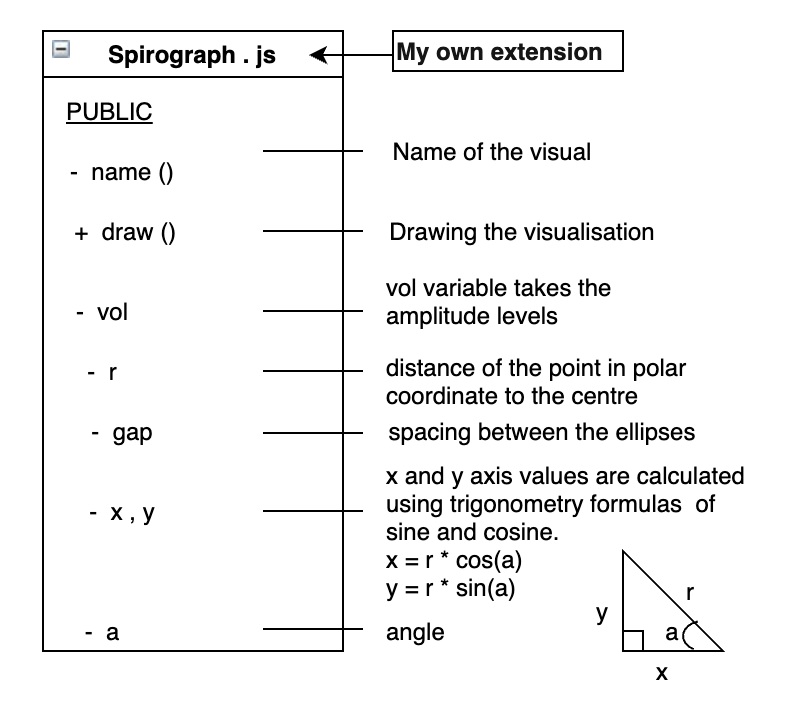 Spirograph . js
My own extension
PUBLIC
- name ()
Name of the visual
+ draw ()
Drawing the visualisation
- vol
vol variable takes the
amplitude levels
- r
distance of the point in polar
coordinate to the centre
- gap
spacing between the ellipses
- x , y
x and y axis values are calculated
using trigonometry formulas of
sine and cosine.
x = r * cos(a)
y = r * sin(a)
- a
angle
y
r
a
x